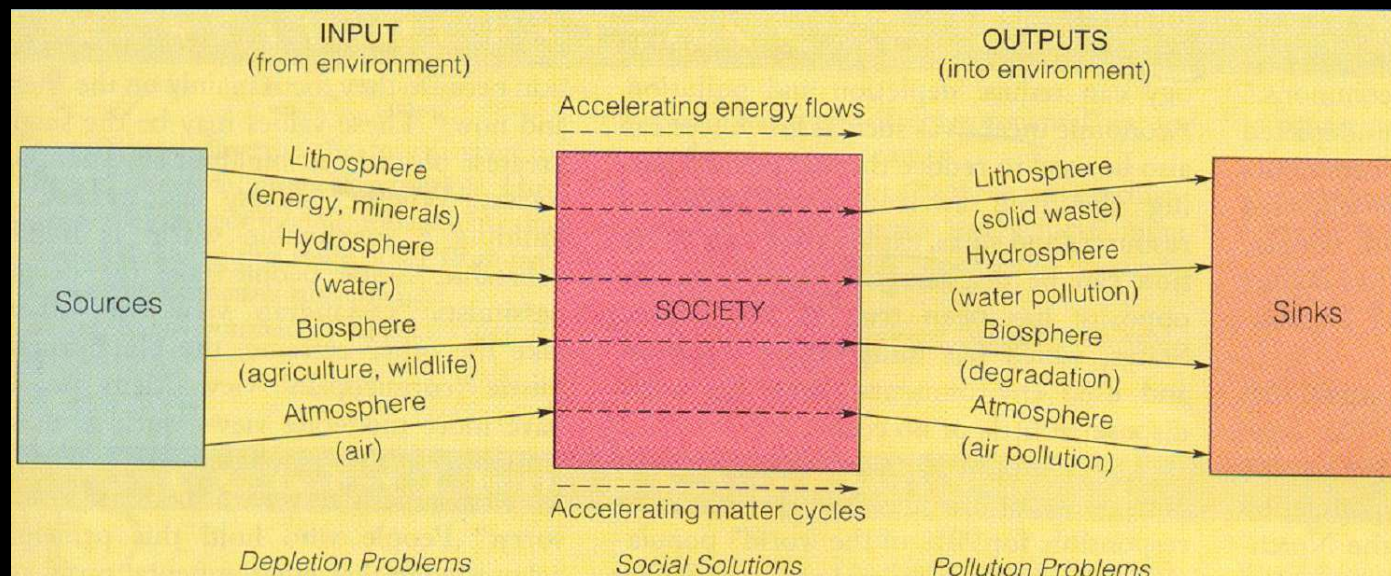 INPUT
(from environment)
OUTPUTS
(into environment)
Accelerating energy flows
Sources
Lithosphere
(energy, minerals)
Hydrosphere
(water)
Biosphere
(agriculture, wildlife)
Atmosphere
(air)
SOCIETY
Lithosphere
(solid waste)
Hydrosphere
(water pollution)
Biosphere
(degradation)
Atmosphere
(air pollution)
Sinks
Accelerating matter cycles
Depletion Problems
Social Solutions
Pollution Problems